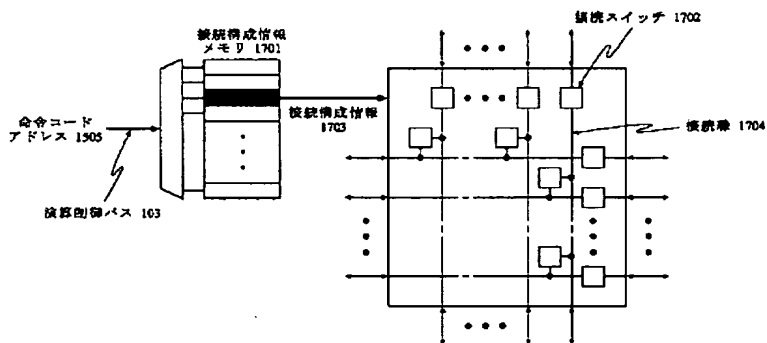 接続構成情報
メモリ 1701
接続スイッチ 1702
命令コード
アドレス 1505
接続構成情報
1703
接続線 1704
演算制御バス 103